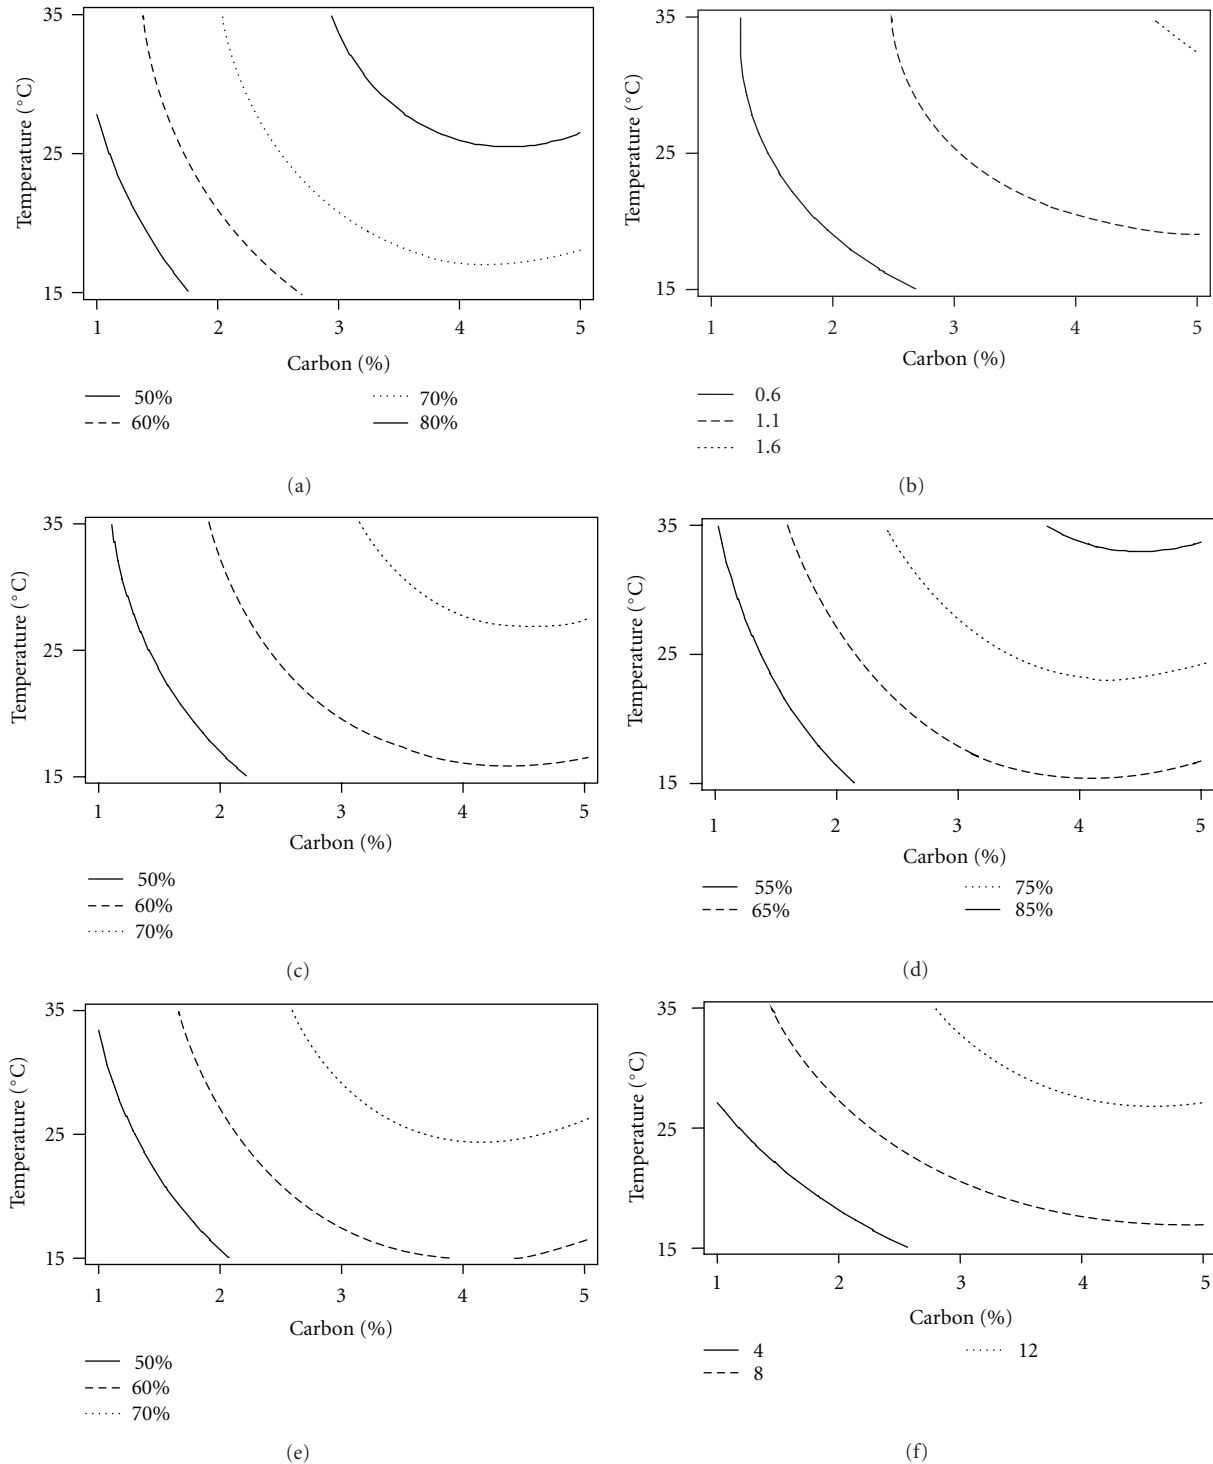 35
25
15
Temperature (°C)
1 2 3 4 5
Carbon (%)
50% 70%
60% 80%
(a)
35
25
15
Temperature (°C)
1 2 3 4 5
Carbon (%)
0.6
1.1
1.6
(b)
35
25
15
Temperature (°C)
1 2 3 4 5
Carbon (%)
50%
60%
70%
(c)
35
25
15
Temperature (°C)
1 2 3 4 5
Carbon (%)
55% 75%
65% 85%
(d)
35
25
15
Temperature (°C)
1 2 3 4 5
Carbon (%)
50%
60%
70%
(e)
35
25
15
Temperature (°C)
1 2 3 4 5
Carbon (%)
4 12
8
(f)